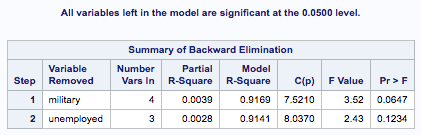 All variables left in the model are significant at the 0.0500 level.
Summary of Backward Elimination
Step Variable Removed Number Vars In Partial R-Square Model R-Square C(p) F Value Pr > F
1 military 4 0.0039 0.9169 7.5210 3.52 0.0647
2 unemployed 3 0.0028 0.9141 8.0370 2.43 0.1234